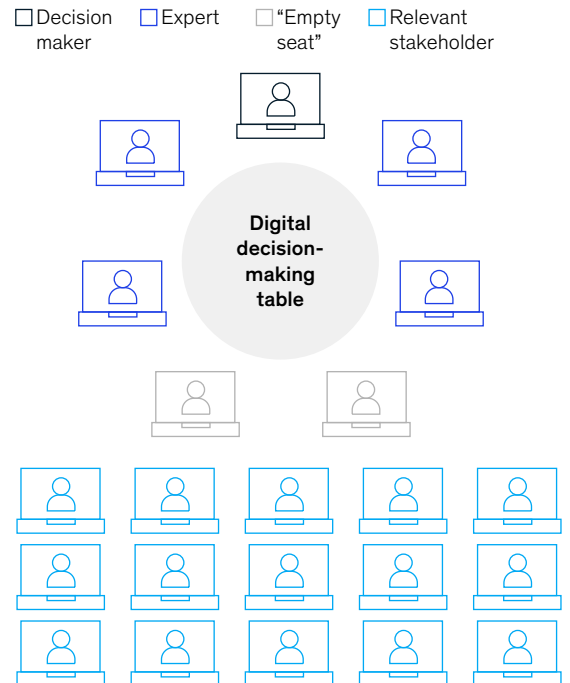 Decision
maker
Expert
“Empty
seat”
Relevant
stakeholder
Digital
decision-
making
table